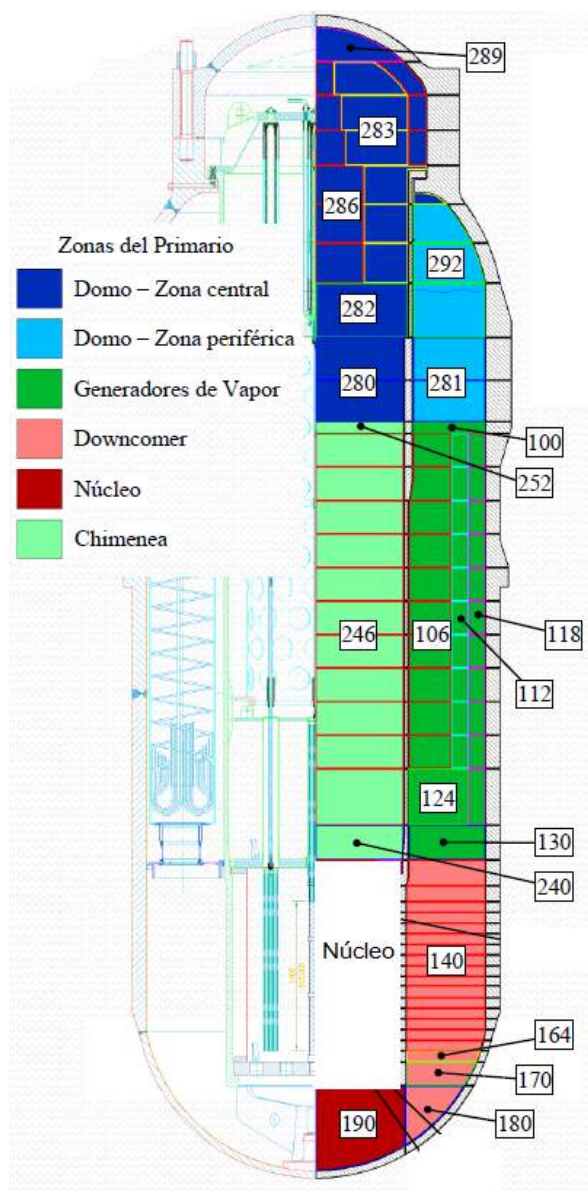 289
283
286
Zonas del Primario
292
Domo – Zona central
282
Domo – Zona periférica
280
281
Generadores de Vapor
100
Downcomer
252
Núcleo
Chimenea
246
106
118
112
124
130
240
Núcleo
140
164
170
190
180